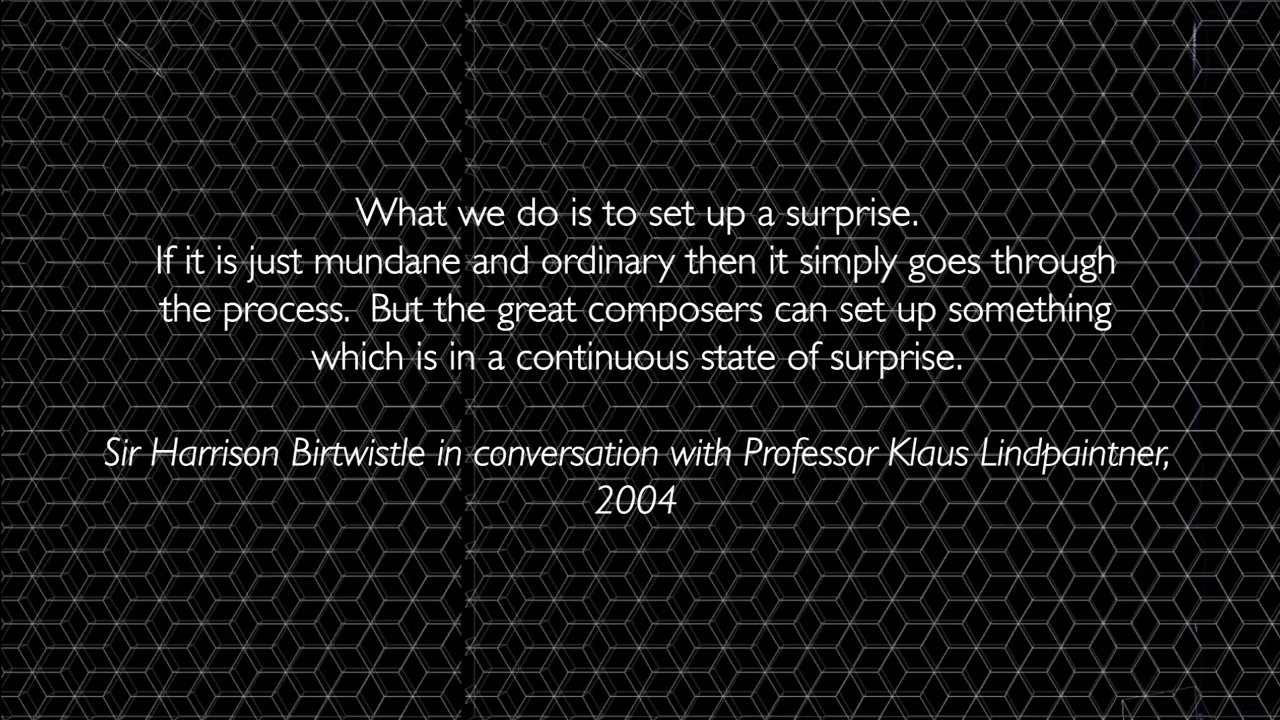 What we do is to set up a surprise.
If it is just mundane and ordinary then it simply goes through
the process.  But the great composers can set up something
which is in a continuous state of surprise.
Sir Harrison Birtwistle in conversation with Professor Klaus Lindpaintner,
2004